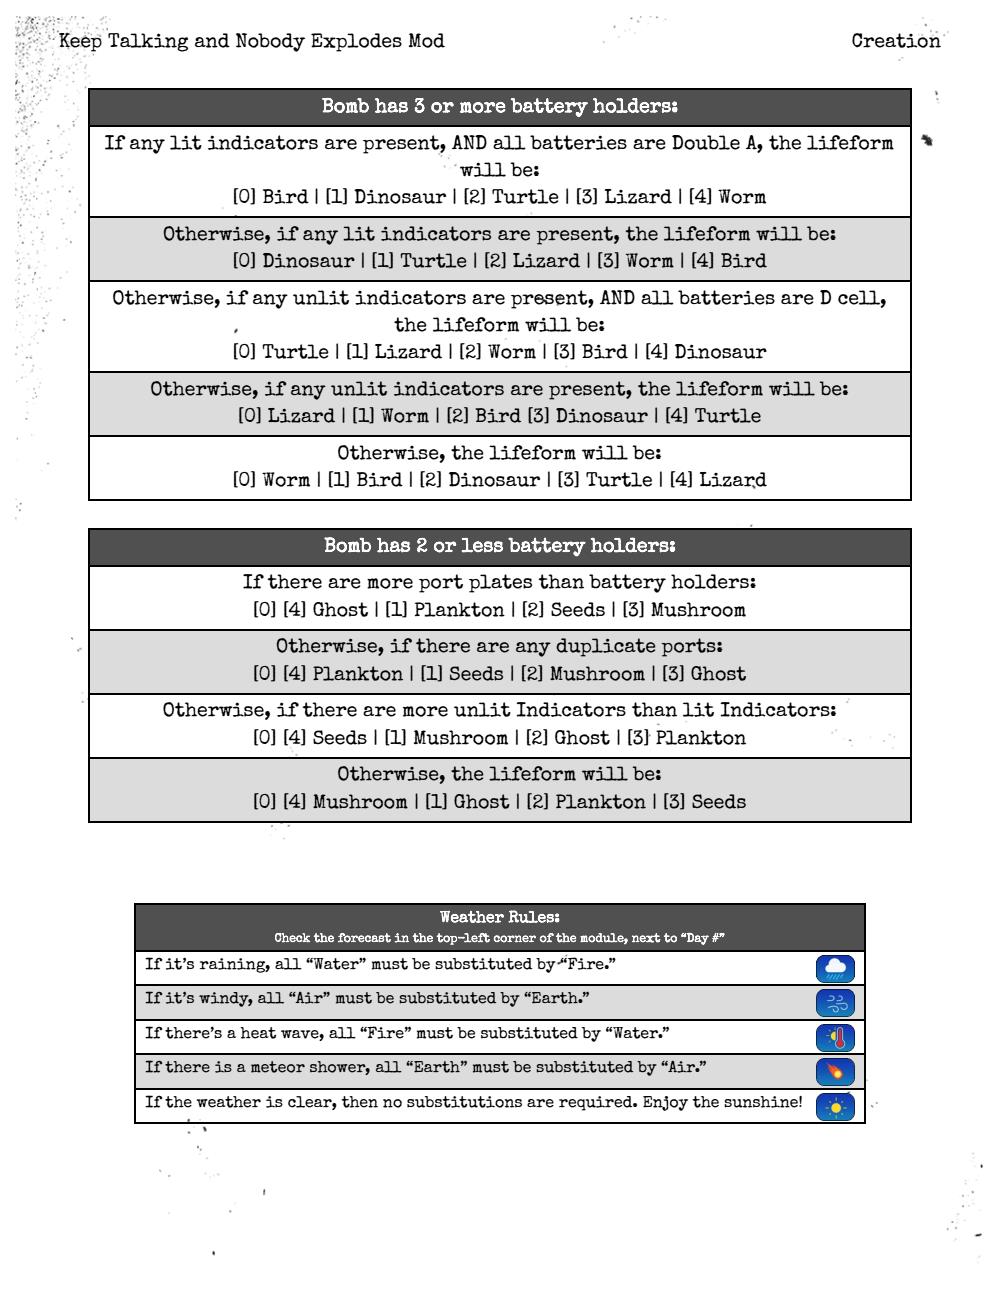 Keep Talking and Nobody Explodes Mod
Creation
Bomb has 3 or more battery holders:
If any lit indicators are present, AND all batteries are Double A, the lifeform
will be:
[0] Bird | [1] Dinosaur | [2] Turtle | [3] Lizard | [4] Worm
Otherwise, if any lit indicators are present, the lifeform will be:
[0] Dinosaur | [1] Turtle | [2] Lizard | [3] Worm | [4] Bird
Otherwise, if any unlit indicators are present, AND all batteries are D cell,
the lifeform will be:
[0] Turtle | [1] Lizard | [2] Worm | [3] Bird | [4] Dinosaur
Otherwise, if any unlit indicators are present, the lifeform will be:
[0] Lizard | [1] Worm | [2] Bird [3] Dinosaur | [4] Turtle
Otherwise, the lifeform will be:
[0] Worm | [1] Bird | [2] Dinosaur | [3] Turtle | [4] Lizard
Bomb has 2 or less battery holders:
If there are more port plates than battery holders:
[0] [4] Ghost | [1] Plankton | [2] Seeds | [3] Mushroom
Otherwise, if there are any duplicate ports:
[0] [4] Plankton | [1] Seeds | [2] Mushroom | [3] Ghost
Otherwise, if there are more unlit Indicators than lit Indicators:
[0] [4] Seeds | [1] Mushroom | [2] Ghost | [3] Plankton
Otherwise, the lifeform will be:
[0] [4] Mushroom | [1] Ghost | [2] Plankton | [3] Seeds
Weather Rules:
Check the forecast in the top-left corner of the module, next to “Day #”
If it’s raining, all “Water” must be substituted by “Fire.”
If it’s windy, all “Air” must be substituted by “Earth.”
If there’s a heat wave, all “Fire” must be substituted by “Water.”
If there is a meteor shower, all “Earth” must be substituted by “Air.”
If the weather is clear, then no substitutions are required. Enjoy the sunshine!